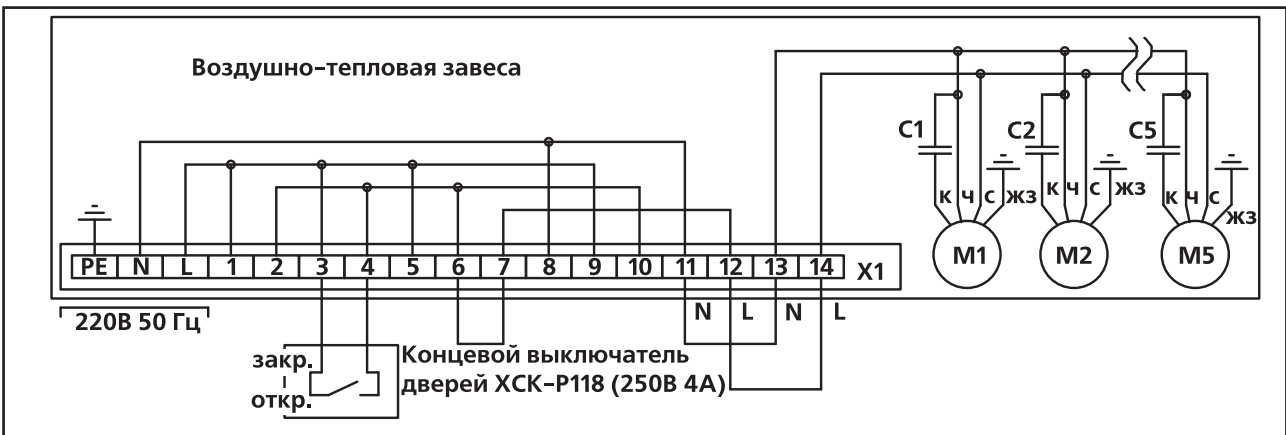 Воздушно-тепловая завеса
C1 C2 C5
К Ч С ЖЗ К Ч С ЖЗ К Ч С ЖЗ
M1 M2 M5
PE N L 1 2 3 4 5 6 7 8 9 10 11 12 13 14 X1
220В 50 Гц
N L N L
закр.
откр.
Концевой выключатель
дверей ХСК-Р118 (250В 4А)